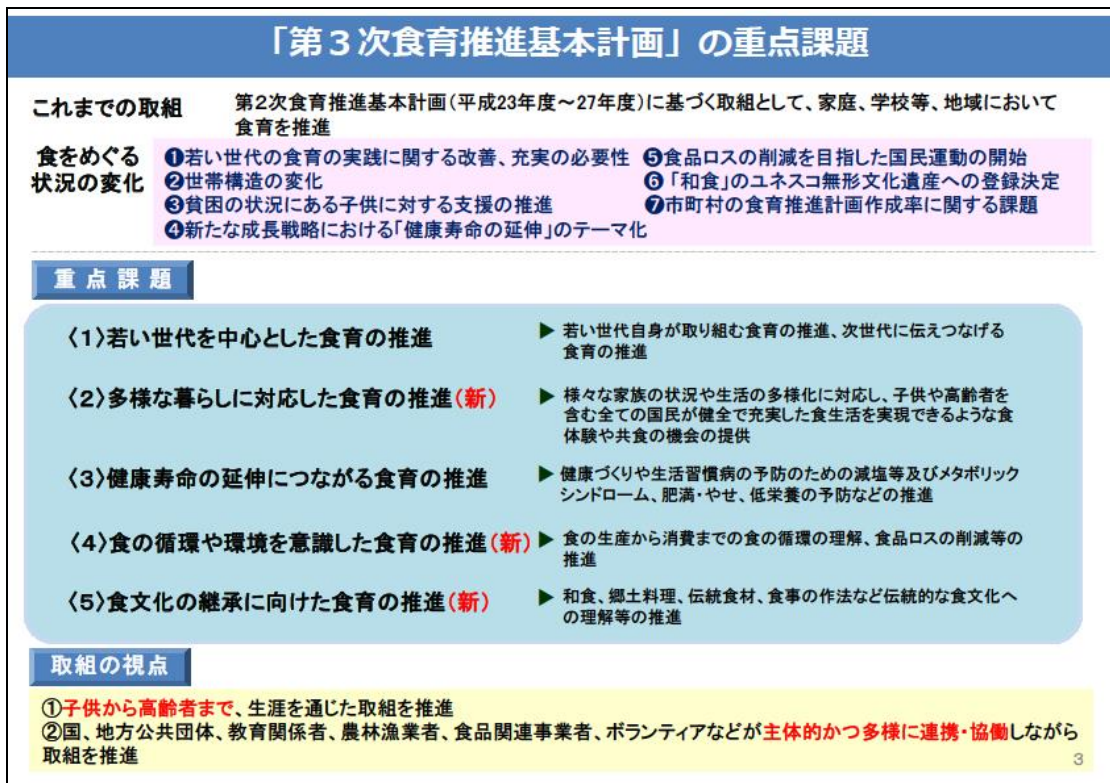 「第３次食育推進基本計画」の重点課題
これまでの取組
第２次食育推進基本計画（平成23年度～27年度）に基づく取組として、家庭、学校等、地域において
食育を推進
食をめぐる
状況の変化
❶若い世代の食育の実践に関する改善、充実の必要性
❷世帯構造の変化
❸貧困の状況にある子供に対する支援の推進
❹新たな成長戦略における「健康寿命の延伸」のテーマ化
❺食品ロスの削減を目指した国民運動の開始
❻「和食」のユネスコ無形文化遺産への登録決定
❼市町村の食育推進計画作成率に関する課題
重点課題
〈１〉若い世代を中心とした食育の推進
▶ 若い世代自身が取り組む食育の推進、次世代に伝えつなげる
食育の推進
〈２〉多様な暮らしに対応した食育の推進(新)
▶ 様々な家族の状況や生活の多様化に対応し、子供や高齢者を
含む全ての国民が健全で充実した食生活を実現できるような食
体験や共食の機会の提供
〈３〉健康寿命の延伸につながる食育の推進
▶ 健康づくりや生活習慣病の予防のための減塩等及びメタボリック
シンドローム、肥満・やせ、低栄養の予防などの推進
〈４〉食の循環や環境を意識した食育の推進(新)
▶ 食の生産から消費までの食の循環の理解、食品ロスの削減等の
推進
〈５〉食文化の継承に向けた食育の推進(新)
▶ 和食、郷土料理、伝統食材、食事の作法など伝統的な食文化へ
の理解等の推進
取組の視点
①子供から高齢者まで、生涯を通じた取組を推進
②国、地方公共団体、教育関係者、農林漁業者、食品関連事業者、ボランティアなどが主体的かつ多様に連携・協働しながら
取組を推進
3